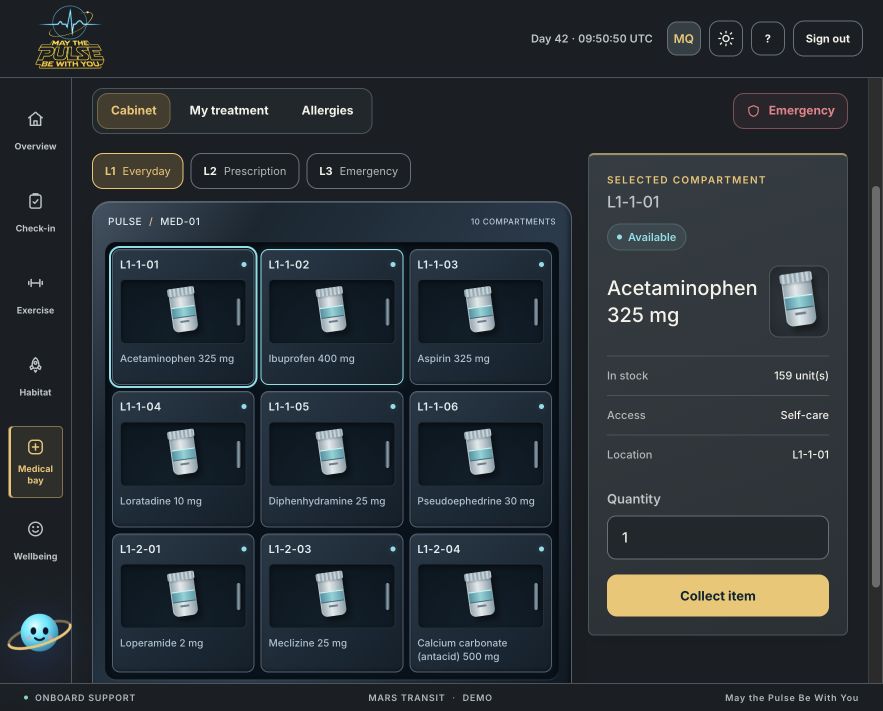 MAY THE
PULSE
BE WITH YOU
Day 42 · 09:50:50 UTC
MQ
?
Sign out
Overview
Check-in
Exercise
Habitat
Medical
bay
Wellbeing
Cabinet
My treatment
Allergies
Emergency
L1 Everyday
L2 Prescription
L3 Emergency
PULSE / MED-01
10 COMPARTMENTS
L1-1-01
Acetaminophen 325 mg
L1-1-02
Ibuprofen 400 mg
L1-1-03
Aspirin 325 mg
L1-1-04
Loratadine 10 mg
L1-1-05
Diphenhydramine 25 mg
L1-1-06
Pseudoephedrine 30 mg
L1-2-01
Loperamide 2 mg
L1-2-03
Meclizine 25 mg
L1-2-04
Calcium carbonate
(antacid) 500 mg
SELECTED COMPARTMENT
L1-1-01
Available
Acetaminophen
325 mg
In stock 159 unit(s)
Access Self-care
Location L1-1-01
Quantity
1
Collect item
ONBOARD SUPPORT
MARS TRANSIT · DEMO
May the Pulse Be With You